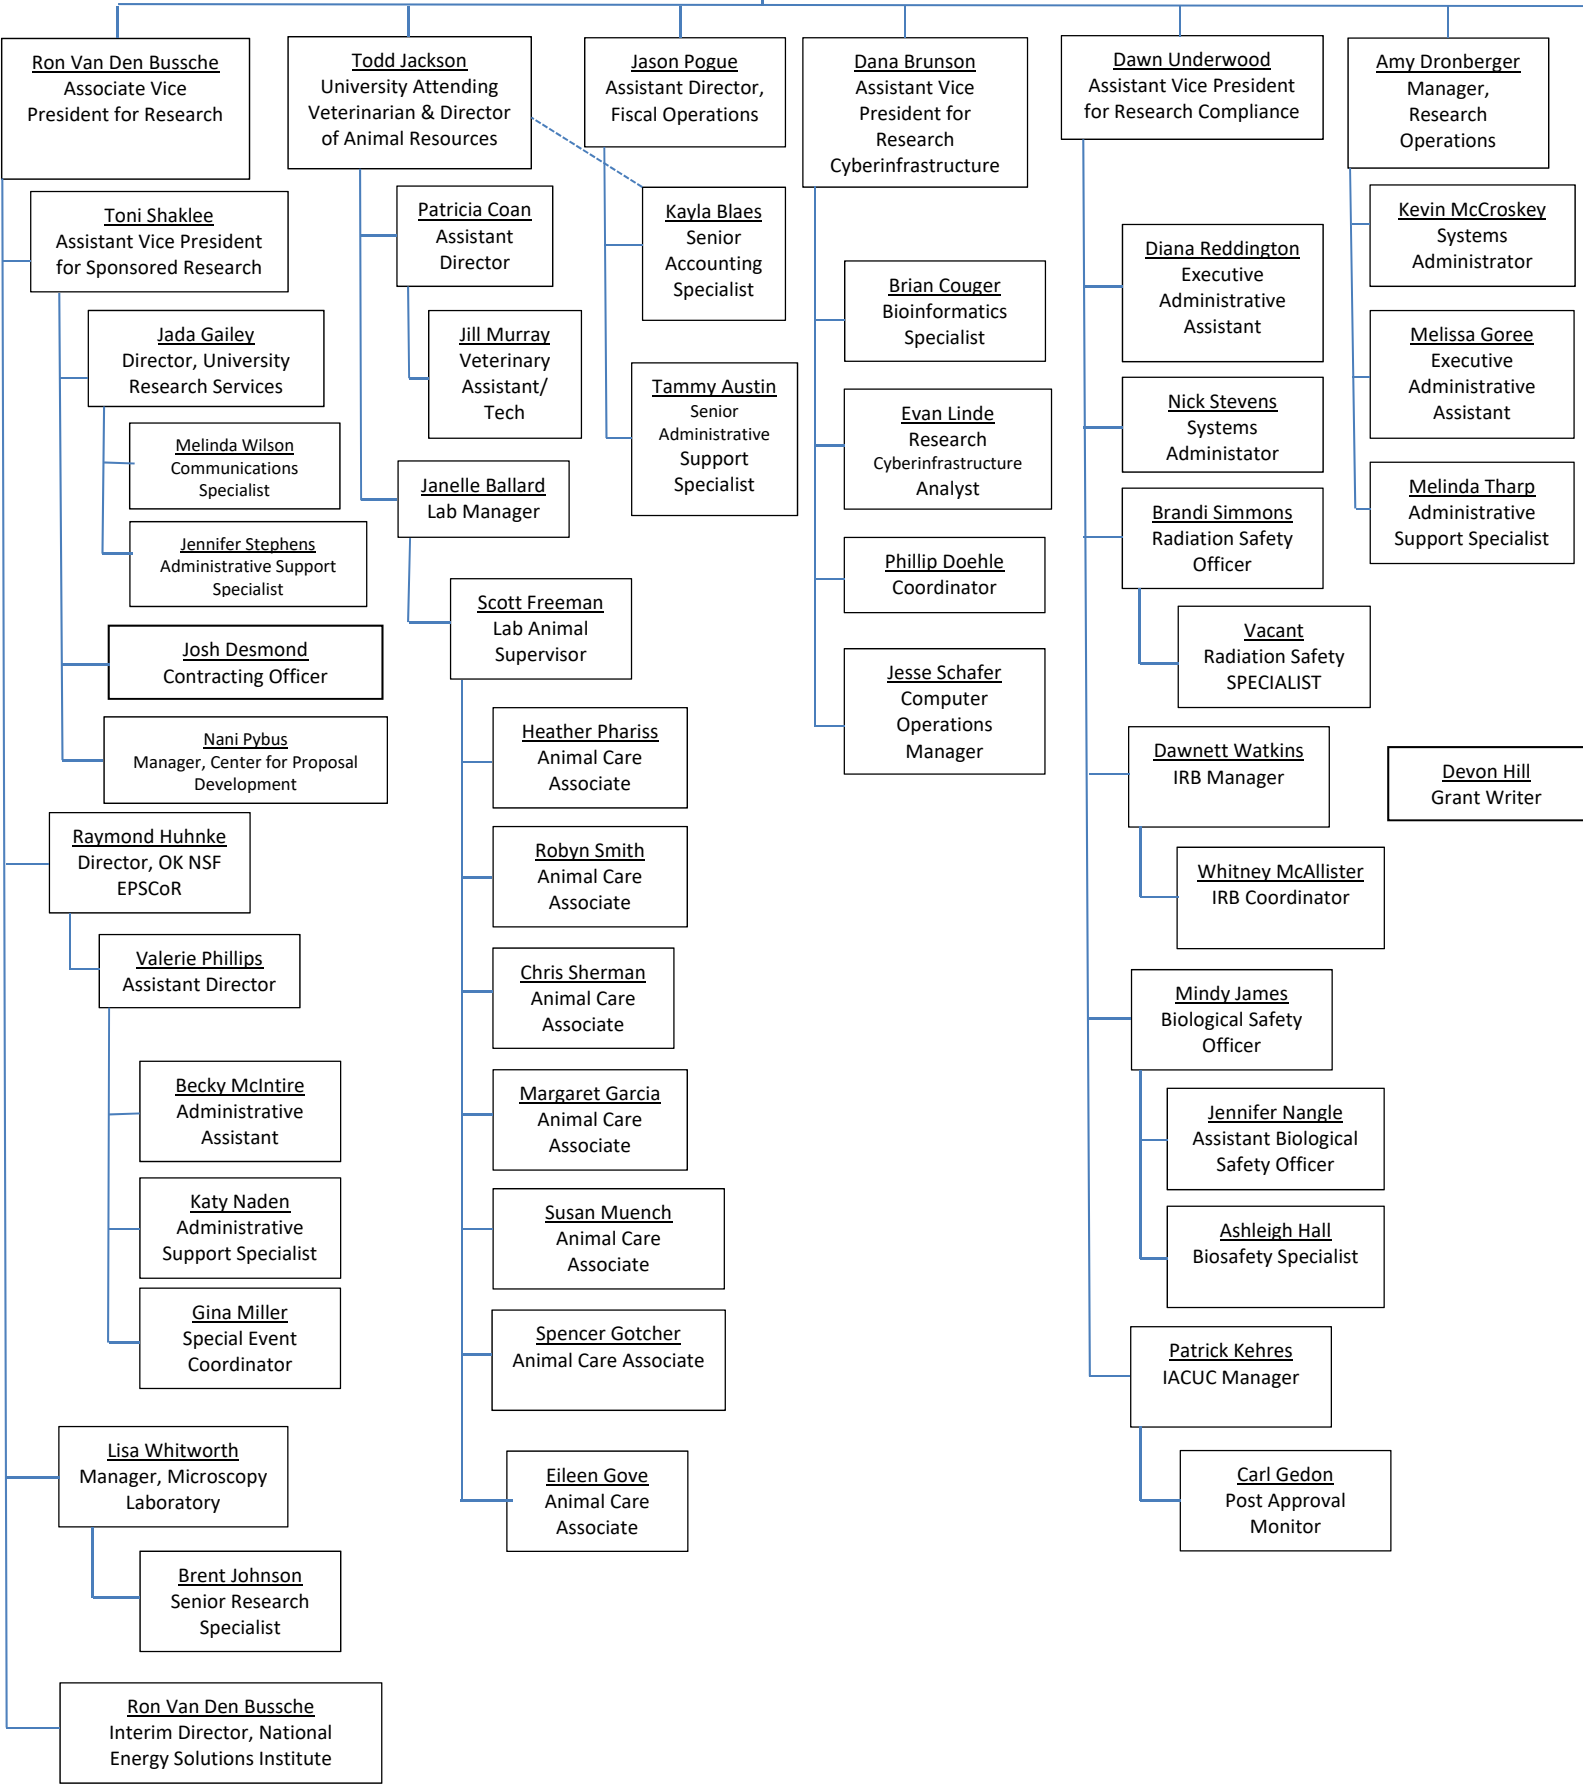 Ron Van Den Bussche
Associate Vice
President for Research
Toni Shaklee
Assistant Vice President
for Sponsored Research
Jada Gailey
Director, University
Research Services
Melinda Wilson
Communications
Specialist
Jennifer Stephens
Administrative Support
Specialist
Josh Desmond
Contracting Officer
Nani Pybus
Manager, Center for Proposal
Development
Raymond Huhnke
Director, OK NSF
EPSCoR
Valerie Phillips
Assistant Director
Becky McIntire
Administrative
Assistant
Katy Naden
Administrative
Support Specialist
Gina Miller
Special Event
Coordinator
Lisa Whitworth
Manager, Microscopy
Laboratory
Brent Johnson
Senior Research
Specialist
Ron Van Den Bussche
Interim Director, National
Energy Solutions Institute
Todd Jackson
University Attending
Veterinarian & Director
of Animal Resources
Patricia Coan
Assistant
Director
Jill Murray
Veterinary
Assistant/
Tech
Janelle Ballard
Lab Manager
Scott Freeman
Lab Animal
Supervisor
Heather Phariss
Animal Care
Associate
Robyn Smith
Animal Care
Associate
Chris Sherman
Animal Care
Associate
Margaret Garcia
Animal Care
Associate
Susan Muench
Animal Care
Associate
Spencer Gotcher
Animal Care Associate
Eileen Gove
Animal Care
Associate
Jason Pogue
Assistant Director,
Fiscal Operations
Kayla Blaes
Senior
Accounting
Specialist
Tammy Austin
Senior
Administrative
Support
Specialist
Dana Brunson
Assistant Vice
President for
Research
Cyberinfrastructure
Brian Couger
Bioinformatics
Specialist
Evan Linde
Research
Cyberinfrastructure
Analyst
Phillip Doehle
Coordinator
Jesse Schafer
Computer
Operations
Manager
Dawn Underwood
Assistant Vice President
for Research Compliance
Diana Reddington
Executive
Administrative
Assistant
Nick Stevens
Systems
Administator
Brandi Simmons
Radiation Safety
Officer
Vacant
Radiation Safety
SPECIALIST
Dawnett Watkins
IRB Manager
Whitney McAllister
IRB Coordinator
Mindy James
Biological Safety
Officer
Jennifer Nangle
Assistant Biological
Safety Officer
Ashleigh Hall
Biosafety Specialist
Patrick Kehres
IACUC Manager
Carl Gedon
Post Approval
Monitor
Amy Dronberger
Manager,
Research
Operations
Kevin McCroskey
Systems
Administrator
Melissa Goree
Executive
Administrative
Assistant
Melinda Tharp
Administrative
Support Specialist
Devon Hill
Grant Writer